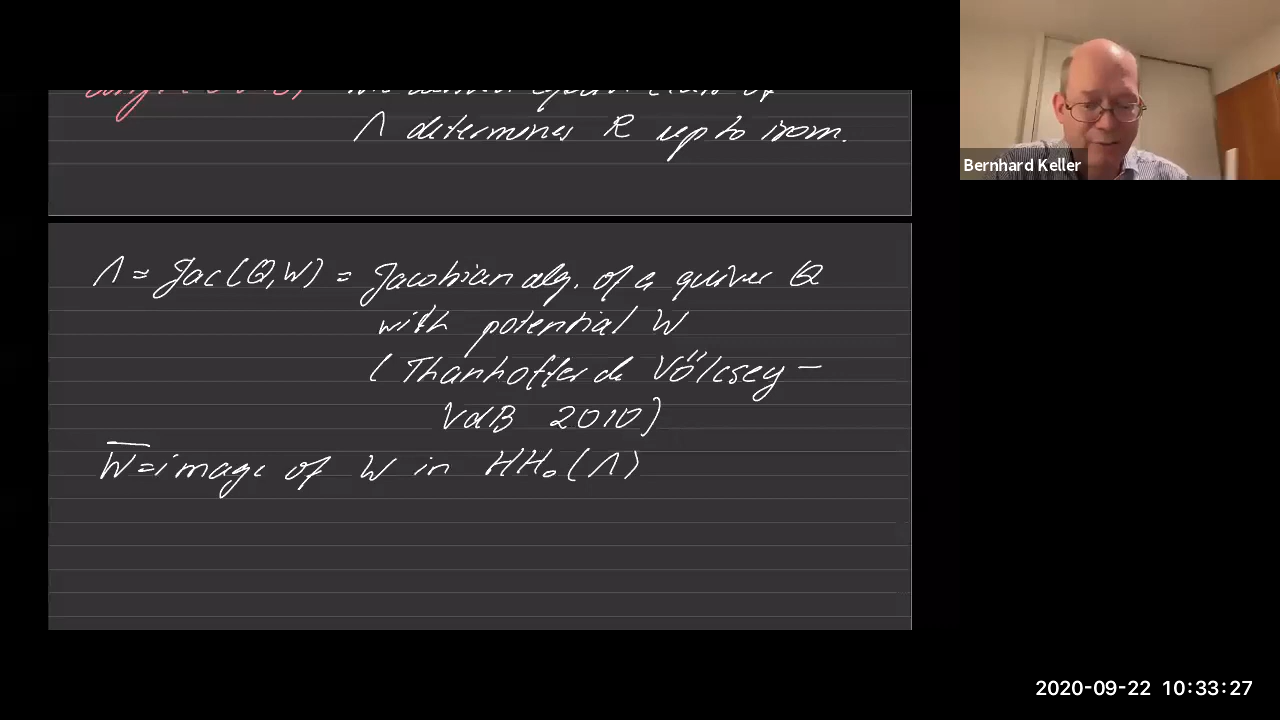 Λ determines R up to isom.
Λ = Jac(Q,W) = Jacobian alg. of a quiver Q
with potential W
(Thanhoffer de Völcsey –
VdB 2010)
W̅ = image of W in HH₀(Λ)
Bernhard Keller
2020-09-22 10:33:27